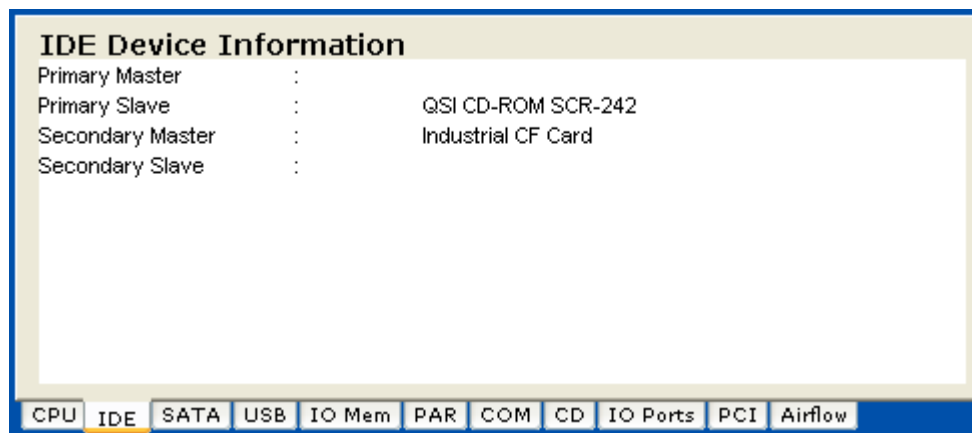 IDE Device Information
Primary Master :
Primary Slave : QSI CD-ROM SCR-242
Secondary Master : Industrial CF Card
Secondary Slave :
CPU IDE SATA USB IO Mem PAR COM CD IO Ports PCI Airflow